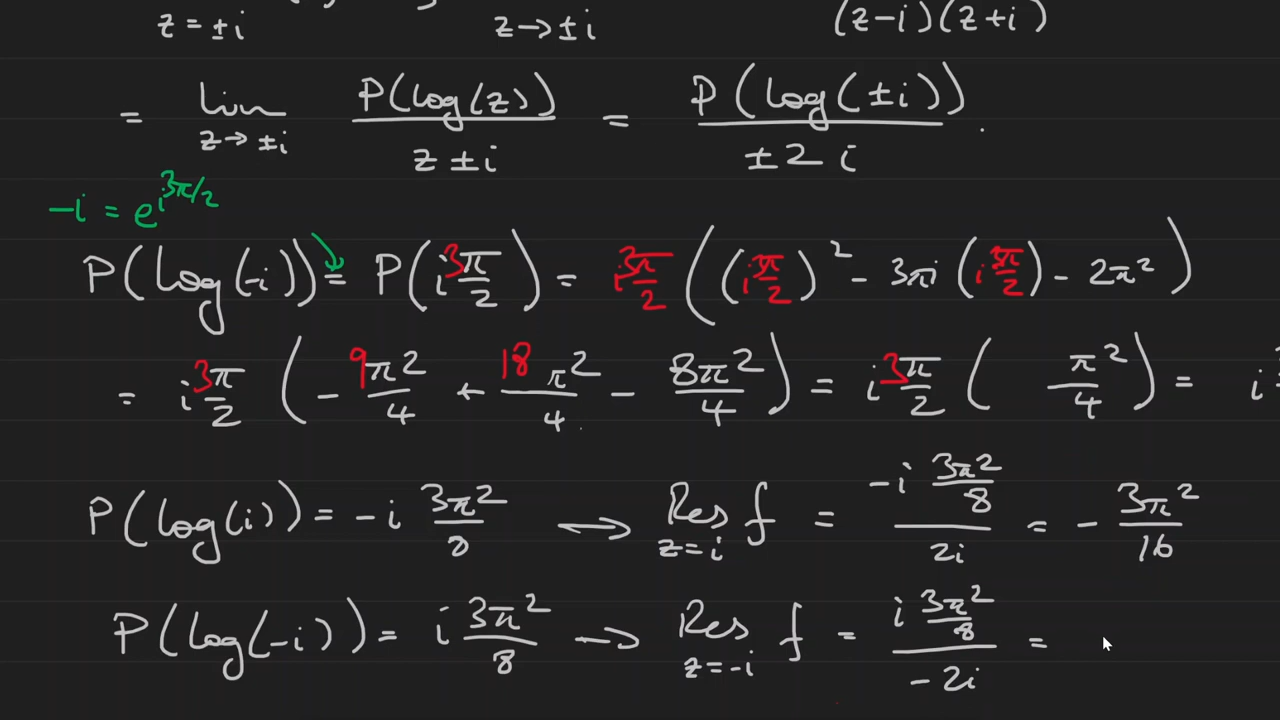 z = ±i z → ±i (z-i)(z+i)
= lim z → ±i P(log(z)) / z ± i = P(log(±i)) / ±2i .
-i = e^{i3π/2}
P(log(-i)) = P(i 3π/2) = i 3π/2 ((i 3π/2)² - 3πi (i 3π/2) - 2π²)
= i 3π/2 (- 9π²/4 + 18π²/4 - 8π²/4) = i 3π/2 ( π²/4 ) = i
P(log(i)) = -i 3π²/8 → Res z=i f = -i 3π²/8 / 2i = - 3π²/16
P(log(-i)) = i 3π²/8 → Res z=-i f = i 3π²/8 / -2i =